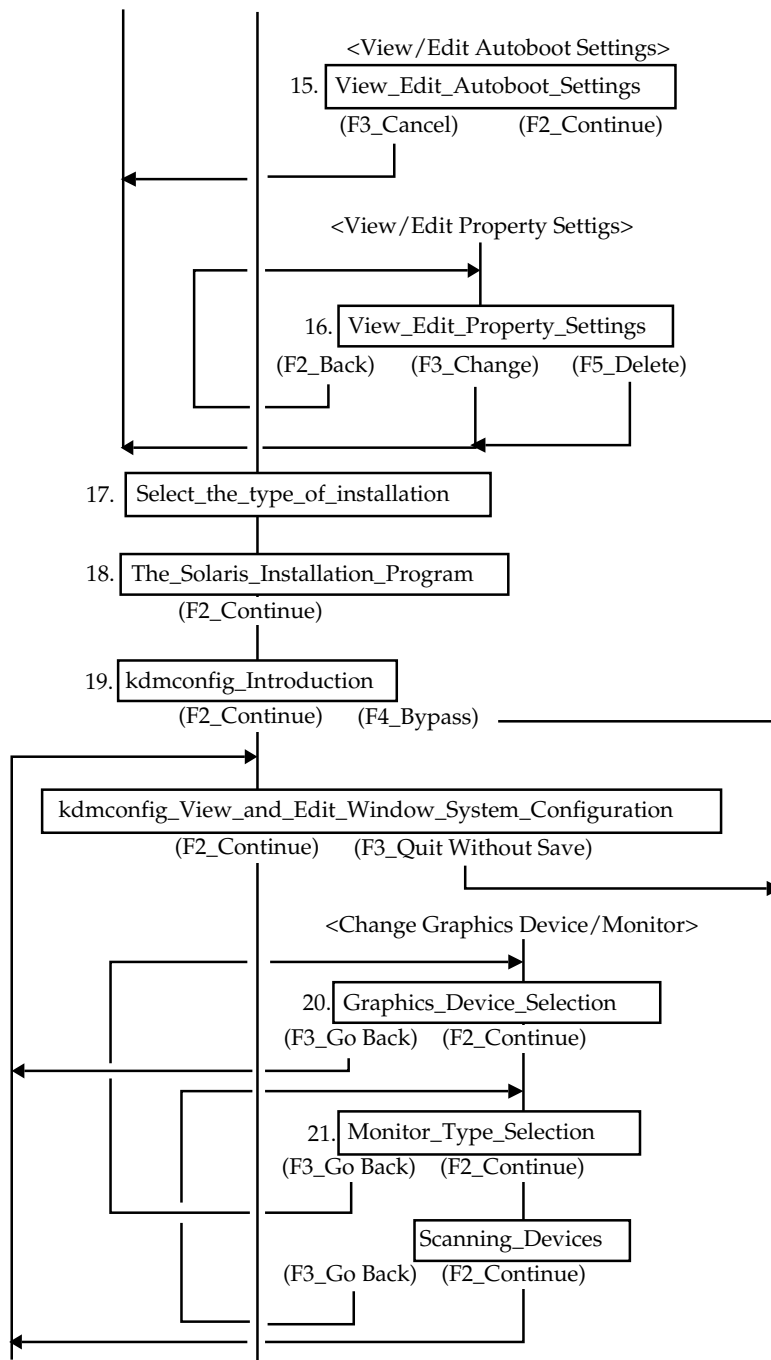 <View/Edit Autoboot Settings>
15. View_Edit_Autoboot_Settings
(F3_Cancel) (F2_Continue)
<View/Edit Property Settigs>
16. View_Edit_Property_Settings
(F2_Back) (F3_Change) (F5_Delete)
17. Select_the_type_of_installation
18. The_Solaris_Installation_Program
(F2_Continue)
19. kdmconfig_Introduction
(F2_Continue) (F4_Bypass)
kdmconfig_View_and_Edit_Window_System_Configuration
(F2_Continue) (F3_Quit Without Save)
<Change Graphics Device/Monitor>
20. Graphics_Device_Selection
(F3_Go Back) (F2_Continue)
21. Monitor_Type_Selection
(F3_Go Back) (F2_Continue)
Scanning_Devices
(F3_Go Back) (F2_Continue)